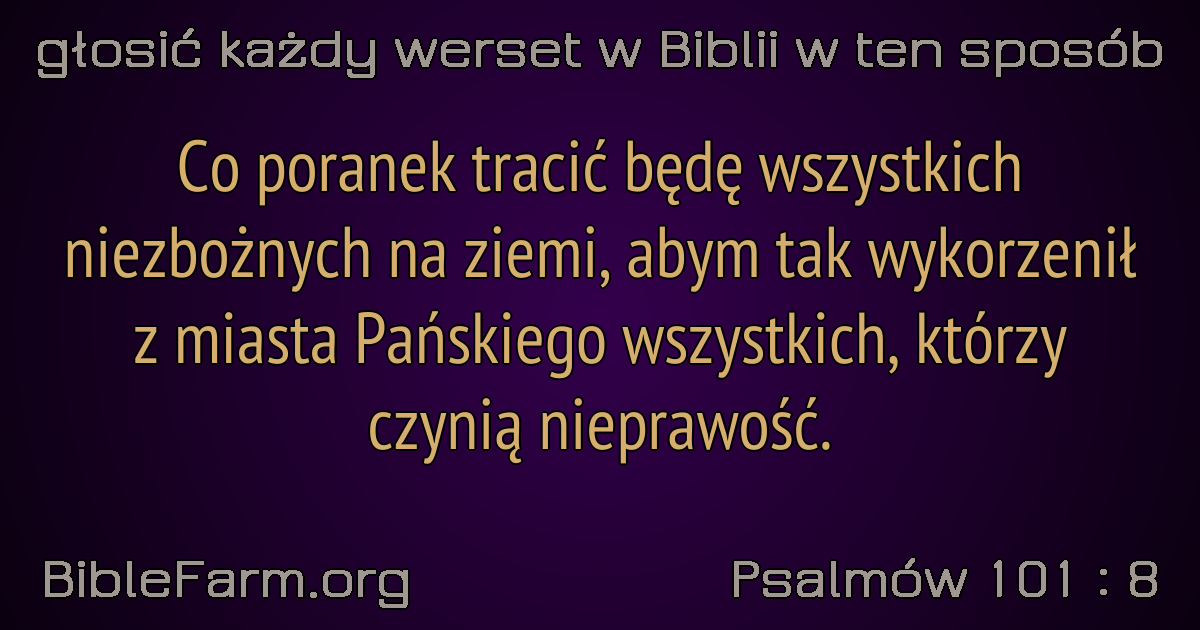 głosić każdy werset w Biblii w ten sposób
Co poranek tracić będę wszystkich
niezbożnych na ziemi, abym tak wykorzenił
z miasta Pańskiego wszystkich, którzy
czynią nieprawość.
BibleFarm.org
Psalmów 101 : 8